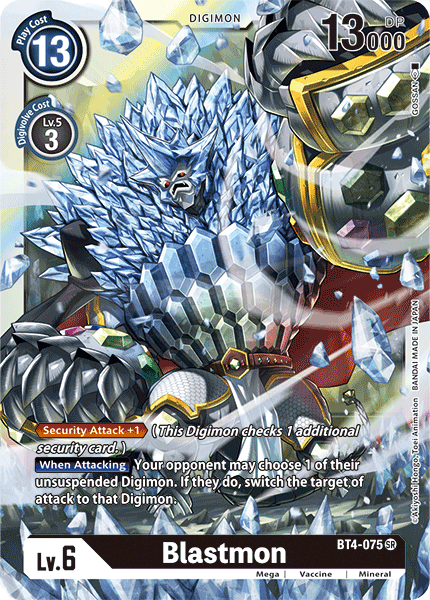 Play Cost
13
DIGIMON
DP
13000
Digivolve Cost
Lv.5
3
GOSSAN
BANDAI MADE IN JAPAN
©Akiyoshi Hongo, Toei Animation
Security Attack +1 (This Digimon checks 1 additional
security card.)
When Attacking Your opponent may choose 1 of their
unsuspended Digimon. If they do, switch the target of
attack to that Digimon.
Lv.6
Blastmon
BT4-075 SR
Mega | Vaccine | Mineral